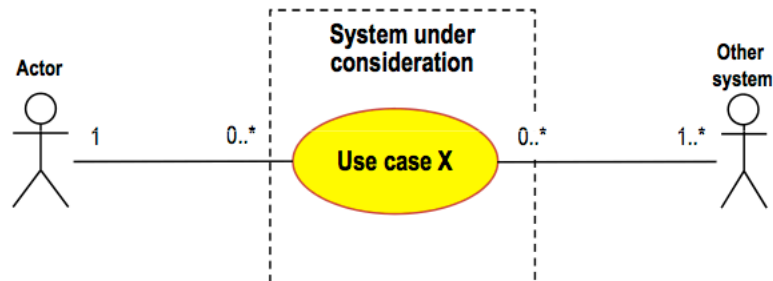 System under
consideration
Actor
Other
system
1
0..*
0..*
1..*
Use case X